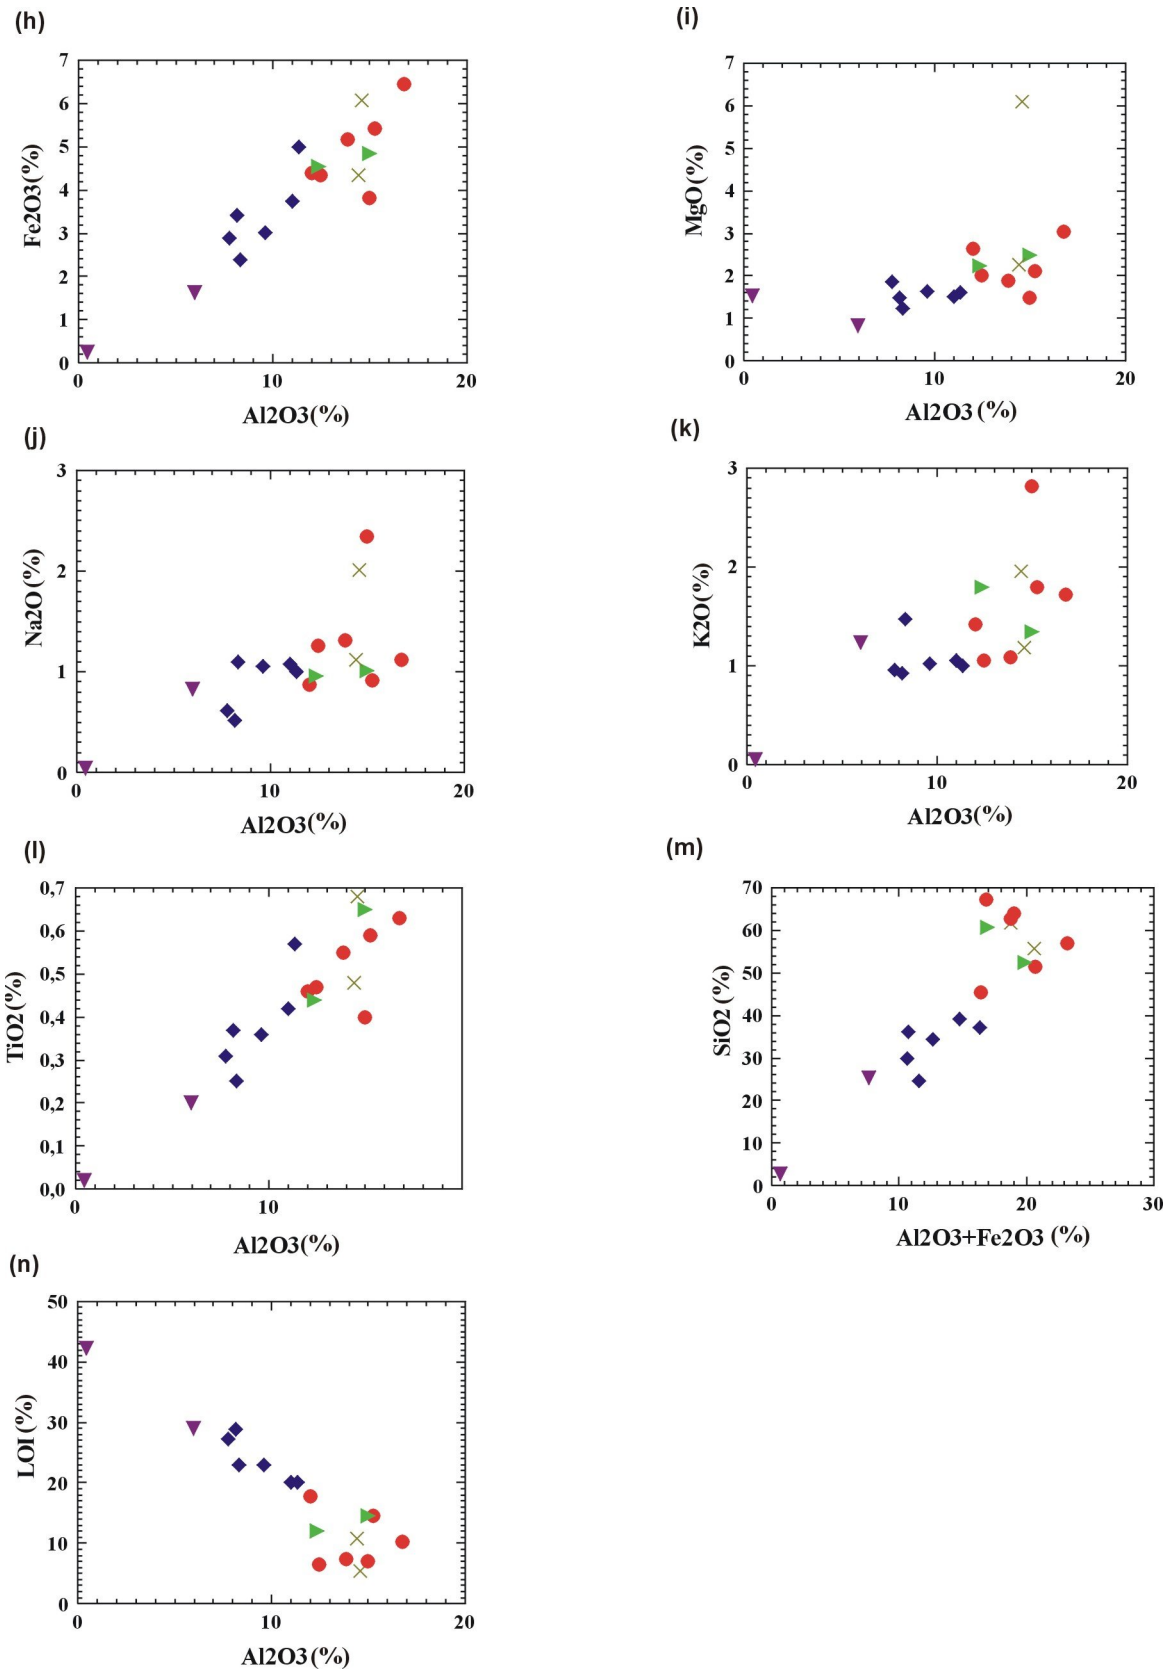 (h)
7
6
5
4
3
2
1
0
Fe2O3(%)
0 10 20
Al2O3(%)
(i)
7
6
5
4
3
2
1
0
MgO(%)
0 10 20
Al2O3(%)
(j)
3
2
1
0
Na2O(%)
0 10 20
Al2O3(%)
(k)
3
2
1
0
K2O(%)
0 10 20
Al2O3(%)
(l)
0,7
0,6
0,5
0,4
0,3
0,2
0,1
0,0
TiO2(%)
0 10
Al2O3(%)
(m)
70
60
50
40
30
20
10
0
SiO2(%)
0 10 20 30
Al2O3+Fe2O3 (%)
(n)
50
40
30
20
10
0
LOI(%)
0 10 20
Al2O3(%)